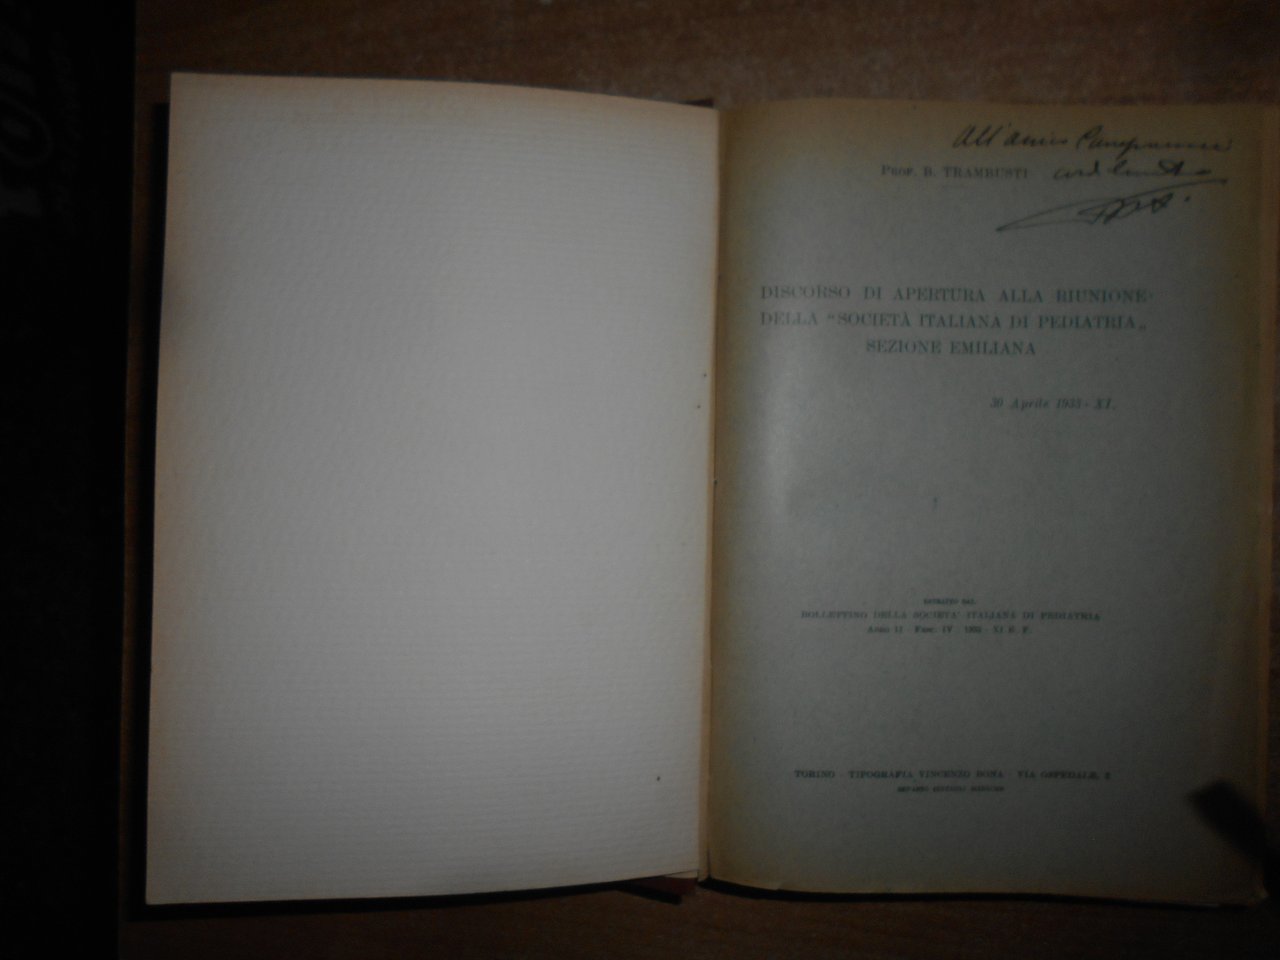 All'amico
PROF. B. TRAMBUSTI
DISCORSO DI APERTURA ALLA RIUNIONE
DELLA "SOCIETÀ ITALIANA DI PEDIATRIA„
SEZIONE EMILIANA
30 Aprile 1933 - XI.
ESTRATTO DAL
BOLLETTINO DELLA SOCIETÀ ITALIANA DI PEDIATRIA
Anno II - Fasc. IV - 1933 - XI E. F.
TORINO - TIPOGRAFIA VINCENZO BONA - VIA OSPEDALE, 3